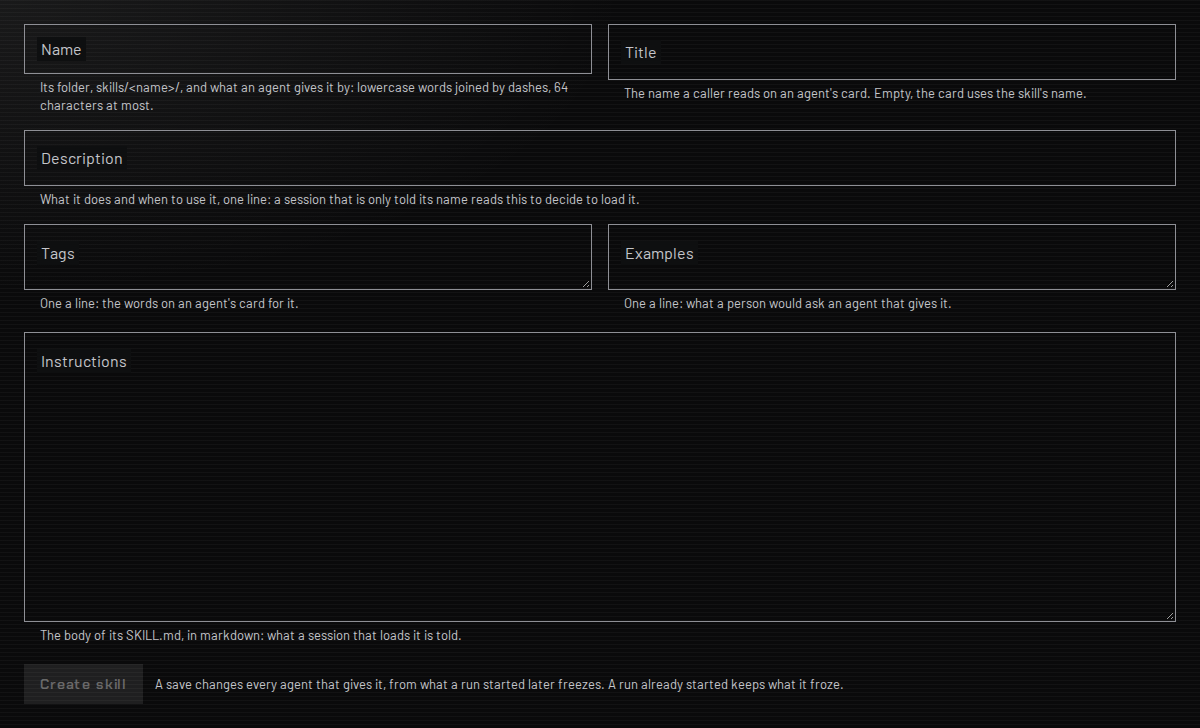 Name
Title
Its folder, skills/<name>/, and what an agent gives it by: lowercase words joined by dashes, 64
characters at most.
The name a caller reads on an agent's card. Empty, the card uses the skill's name.
Description
What it does and when to use it, one line: a session that is only told its name reads this to decide to load it.
Tags
Examples
One a line: the words on an agent's card for it.
One a line: what a person would ask an agent that gives it.
Instructions
The body of its SKILL.md, in markdown: what a session that loads it is told.
Create skill
A save changes every agent that gives it, from what a run started later freezes. A run already started keeps what it froze.